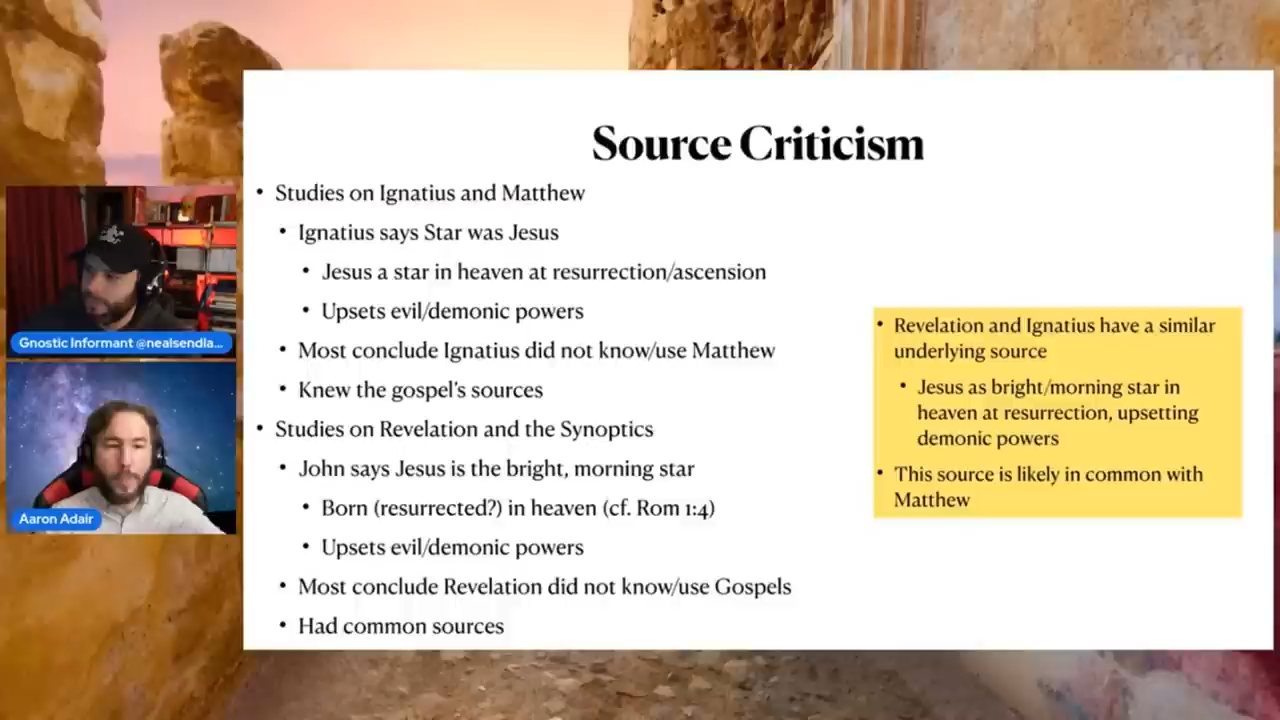 Source Criticism
• Studies on Ignatius and Matthew
• Ignatius says Star was Jesus
• Jesus a star in heaven at resurrection/ascension
• Upsets evil/demonic powers
• Most conclude Ignatius did not know/use Matthew
• Knew the gospel's sources
• Studies on Revelation and the Synoptics
• John says Jesus is the bright, morning star
• Born (resurrected?) in heaven (cf. Rom 1:4)
• Upsets evil/demonic powers
• Most conclude Revelation did not know/use Gospels
• Had common sources
• Revelation and Ignatius have a similar
underlying source
• Jesus as bright/morning star in
heaven at resurrection, upsetting
demonic powers
• This source is likely in common with
Matthew
Gnostic Informant @nealsendla...
Aaron Adair